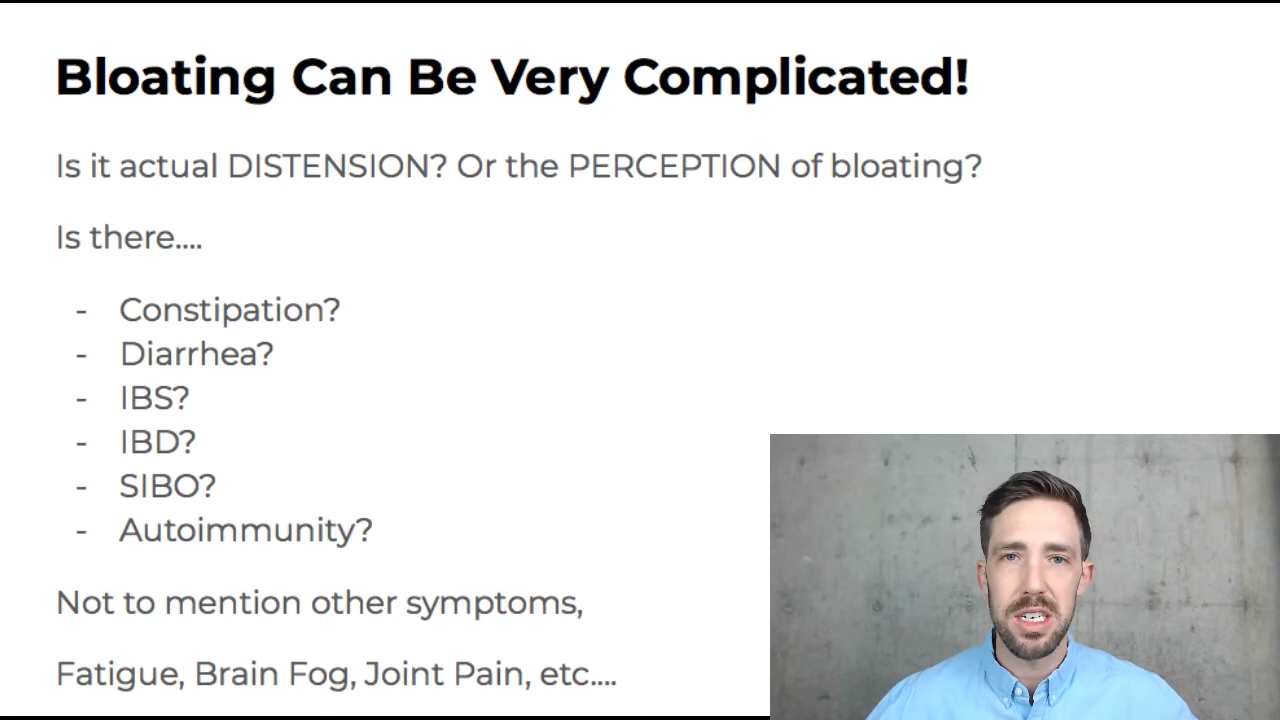 Bloating Can Be Very Complicated!
Is it actual DISTENSION? Or the PERCEPTION of bloating?
Is there....
- Constipation?
- Diarrhea?
- IBS?
- IBD?
- SIBO?
- Autoimmunity?
Not to mention other symptoms,
Fatigue, Brain Fog, Joint Pain, etc....